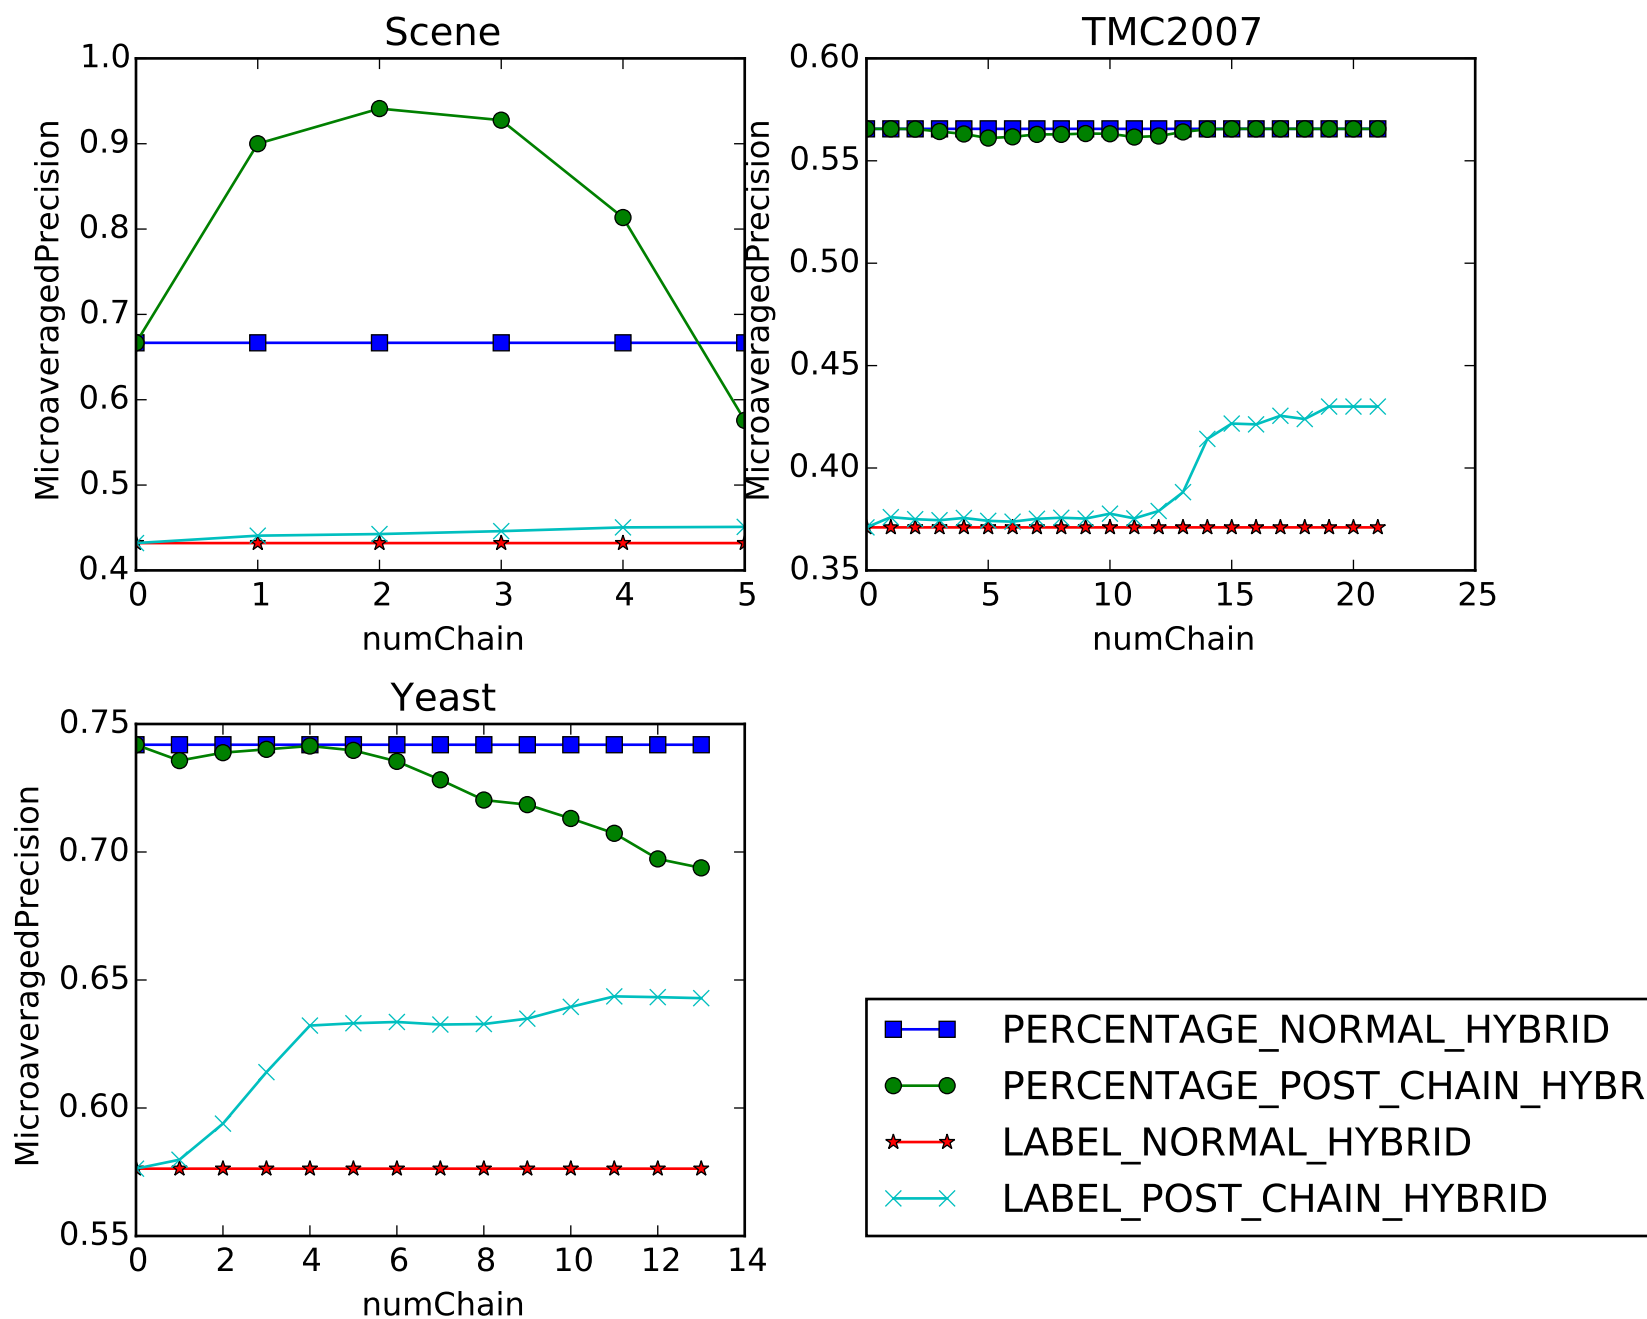 Scene
MicroaveragedPrecision
1.0
0.9
0.8
0.7
0.6
0.5
0.4
0 1 2 3 4 5
numChain
TMC2007
MicroaveragedPrecision
0.60
0.55
0.50
0.45
0.40
0.35
0 5 10 15 20 25
numChain
Yeast
MicroaveragedPrecision
0.75
0.70
0.65
0.60
0.55
0 2 4 6 8 10 12 14
numChain
PERCENTAGE_NORMAL_HYBRID
PERCENTAGE_POST_CHAIN_HYBR
LABEL_NORMAL_HYBRID
LABEL_POST_CHAIN_HYBRID